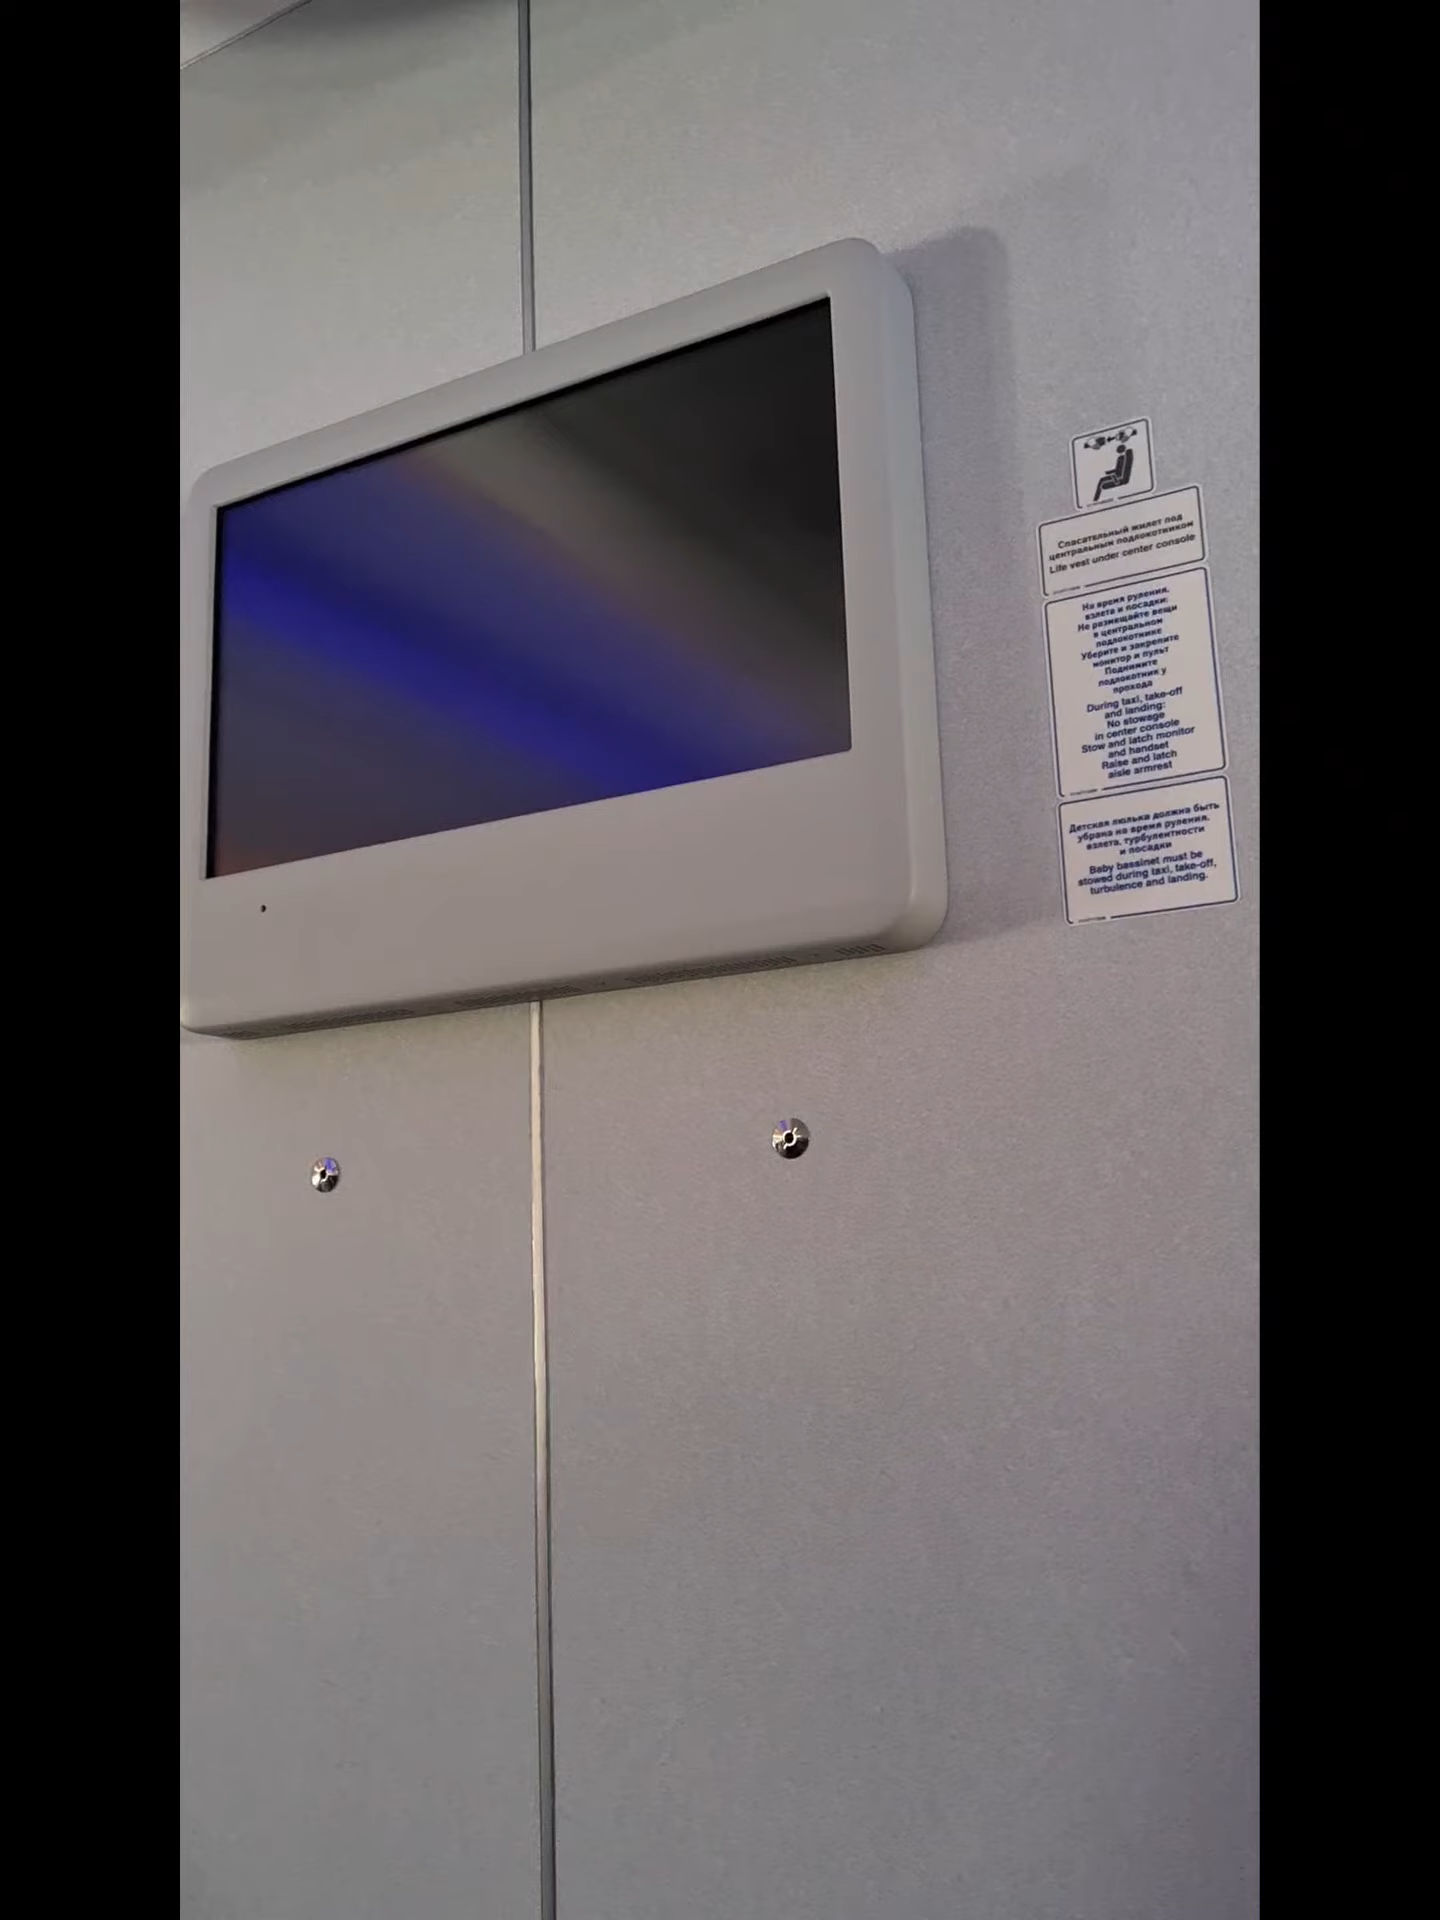 Спасательный жилет под
центральным подлокотником
Life vest under center console
На время руления,
взлета и посадки:
Не размещайте вещи
в центральном
подлокотнике
Уберите и закрепите
монитор и пульт
Поднимите
подлокотник у
прохода
During taxi, take-off
and landing:
No stowage
in center console
Stow and latch monitor
and handset
Raise and latch
aisle armrest
Детская люлька должна быть
убрана на время руления,
взлета, турбулентности
и посадки
Baby bassinet must be
stowed during taxi, take-off,
turbulence and landing.